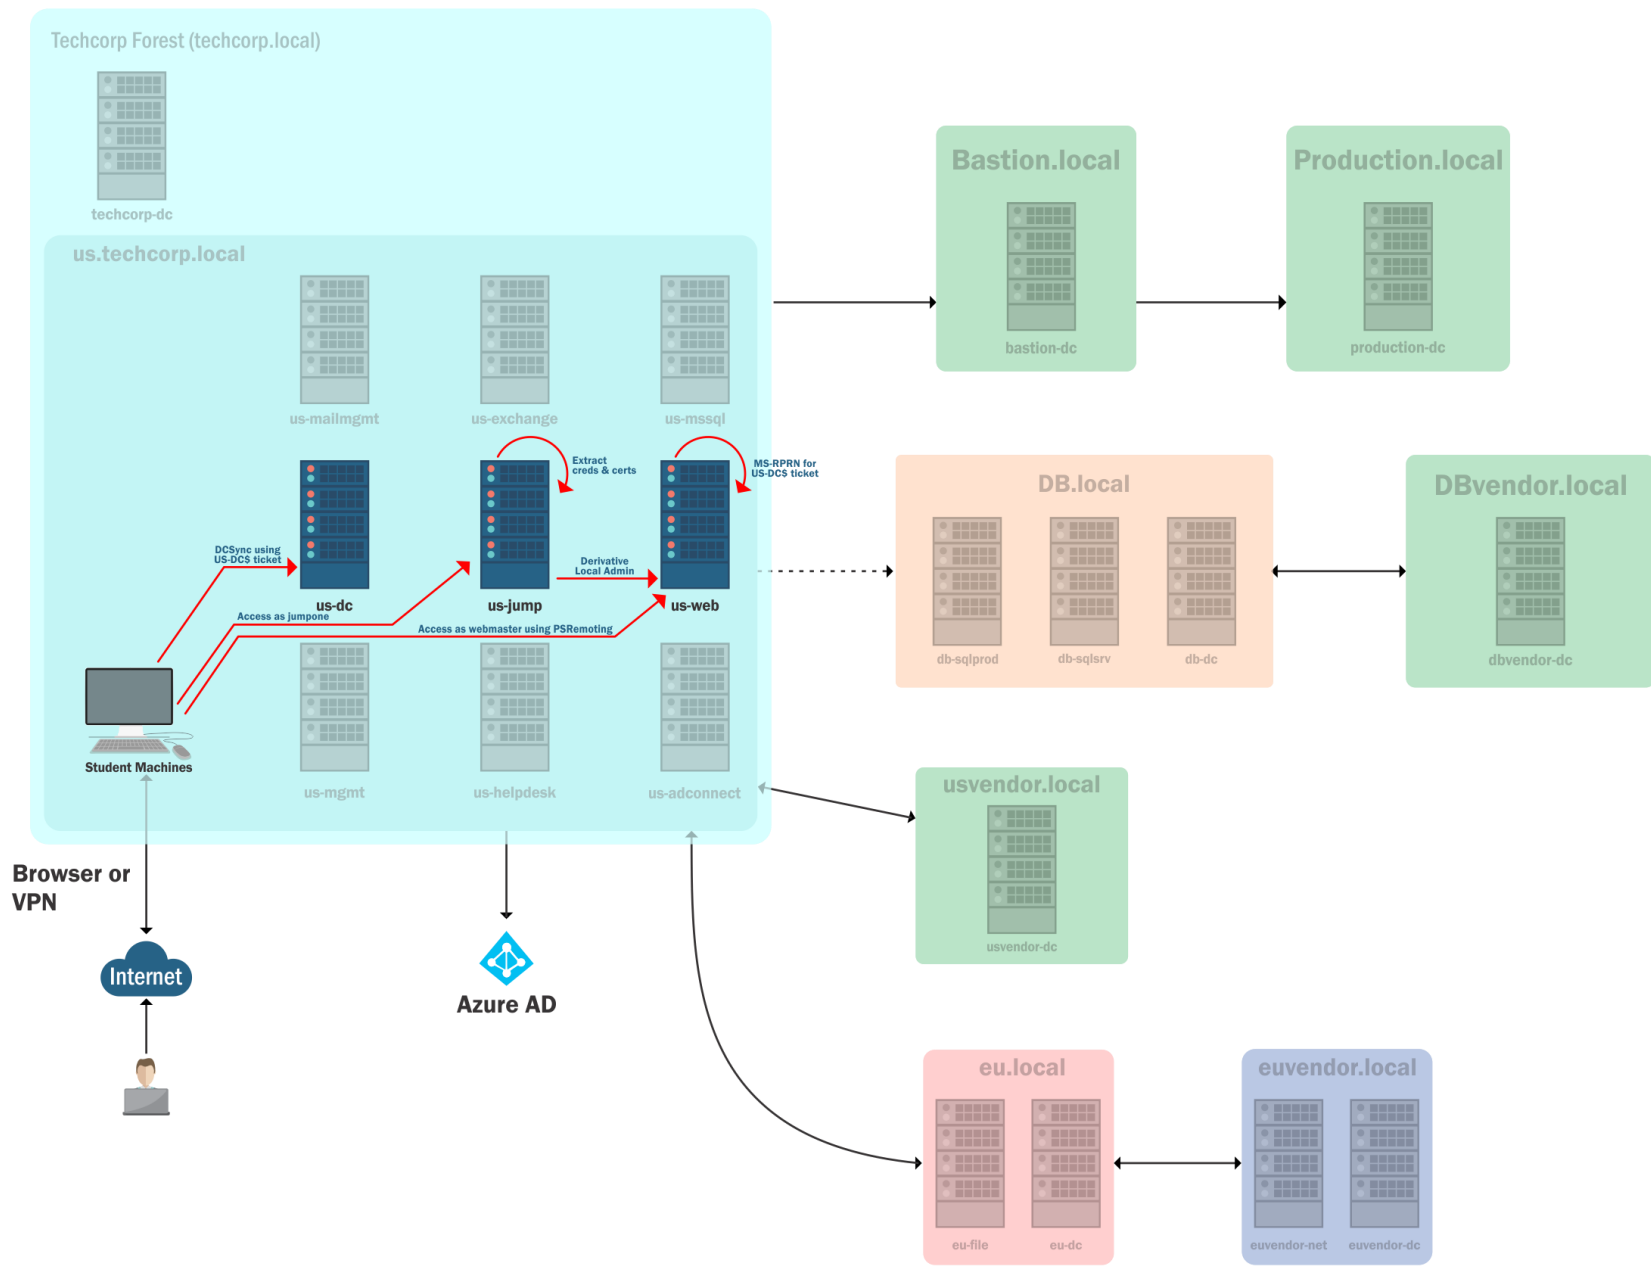 Techcorp Forest (techcorp.local)
techcorp-dc
us.techcorp.local
us-mailmgmt
us-exchange
us-mssql
Extract
creds & certs
MS-RPRN for
US-DC$ ticket
DCSync using
US-DC$ ticket
Derivative
Local Admin
us-dc
us-jump
us-web
Access as jumpone
Access as webmaster using PSRemoting
Student Machines
us-mgmt
us-helpdesk
us-adconnect
Bastion.local
bastion-dc
Production.local
production-dc
DB.local
db-sqlprod
db-sqlsrv
db-dc
DBvendor.local
dbvendor-dc
usvendor.local
usvendor-dc
Browser or
VPN
Internet
Azure AD
eu.local
eu-file
eu-dc
euvendor.local
euvendor-net
euvendor-dc